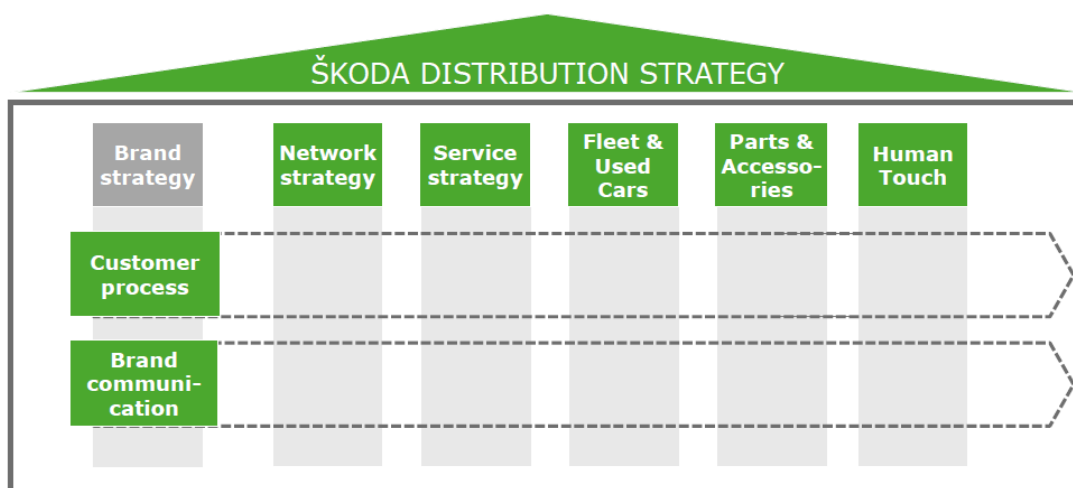 ŠKODA DISTRIBUTION STRATEGY
Brand
strategy
Network
strategy
Service
strategy
Fleet &
Used
Cars
Parts &
Accesso-
ries
Human
Touch
Customer
process
Brand
communi-
cation